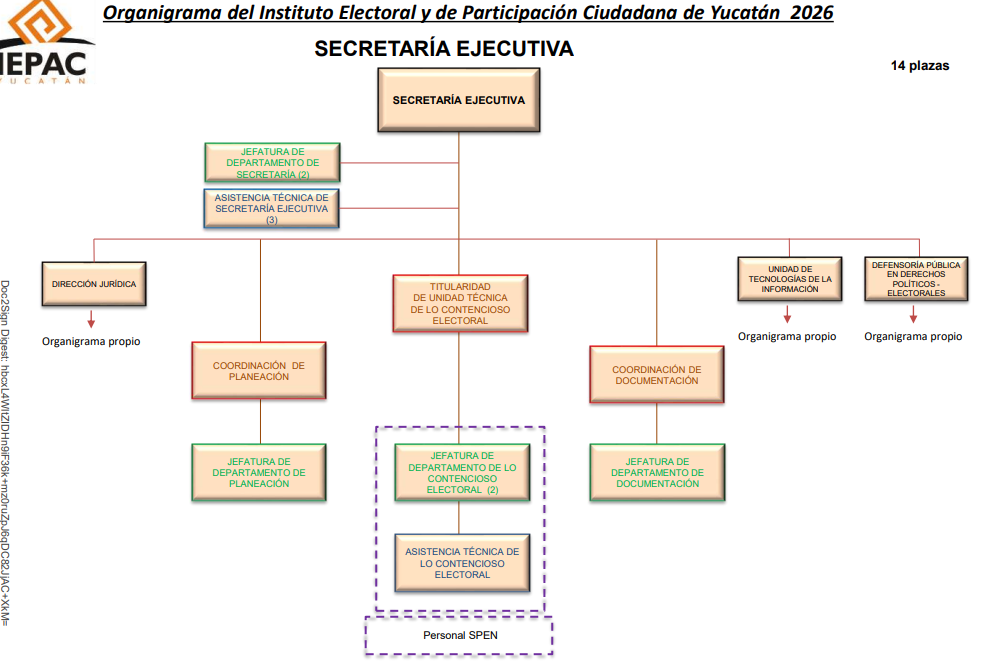 Organigrama del Instituto Electoral y de Participación Ciudadana de Yucatán 2026
IEPAC
YUCATÁN
SECRETARÍA EJECUTIVA
14 plazas
SECRETARÍA EJECUTIVA
JEFATURA DE
DEPARTAMENTO DE
SECRETARÍA (2)
ASISTENCIA TÉCNICA DE
SECRETARÍA EJECUTIVA
(3)
DIRECCIÓN JURÍDICA
Organigrama propio
TITULARIDAD
DE UNIDAD TÉCNICA
DE LO CONTENCIOSO
ELECTORAL
UNIDAD DE
TECNOLOGÍAS DE LA
INFORMACIÓN
Organigrama propio
DEFENSORÍA PÚBLICA
EN DERECHOS
POLÍTICOS -
ELECTORALES
Organigrama propio
COORDINACIÓN DE
PLANEACIÓN
COORDINACIÓN DE
DOCUMENTACIÓN
JEFATURA DE
DEPARTAMENTO DE
PLANEACIÓN
JEFATURA DE
DEPARTAMENTO DE LO
CONTENCIOSO
ELECTORAL (2)
JEFATURA DE
DEPARTAMENTO DE
DOCUMENTACIÓN
ASISTENCIA TÉCNICA DE
LO CONTENCIOSO
ELECTORAL
Personal SPEN
Doc2Sign Digest: